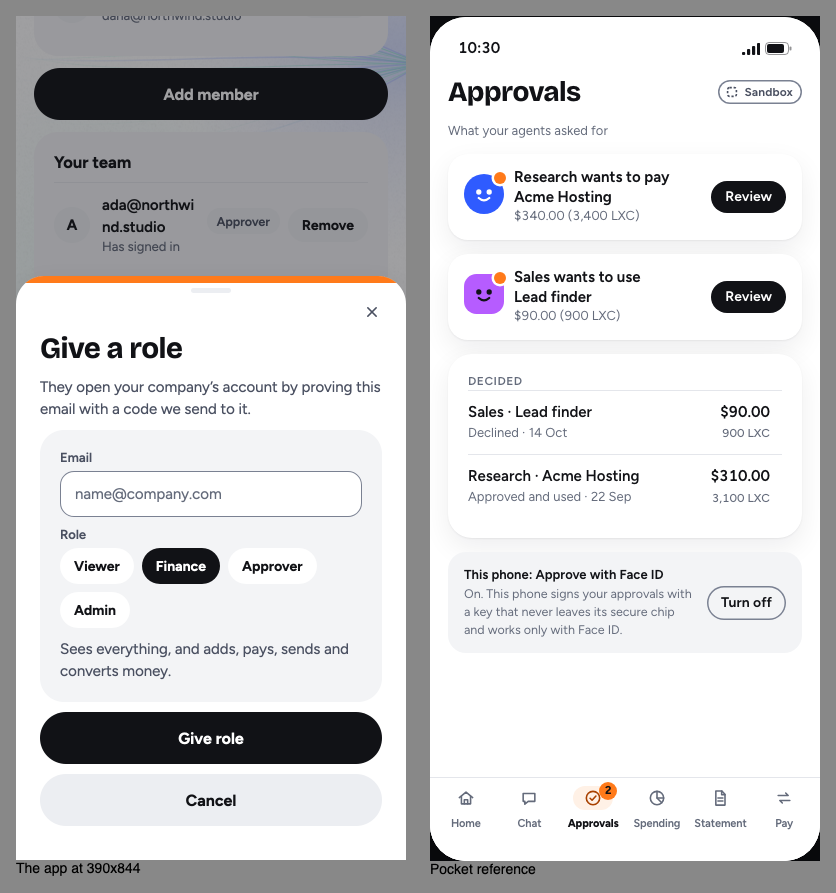 dana@northwind.studio
Add member
Your team
A
ada@northwi
nd.studio
Has signed in
Approver
Remove
Give a role
They open your company’s account by proving this
email with a code we send to it.
Email
name@company.com
Role
Viewer
Finance
Approver
Admin
Sees everything, and adds, pays, sends and
converts money.
Give role
Cancel
The app at 390x844
10:30
Approvals
Sandbox
What your agents asked for
Research wants to pay
Acme Hosting
$340.00 (3,400 LXC)
Review
Sales wants to use
Lead finder
$90.00 (900 LXC)
Review
DECIDED
Sales · Lead finder
$90.00
Declined · 14 Oct
900 LXC
Research · Acme Hosting
$310.00
Approved and used · 22 Sep
3,100 LXC
This phone: Approve with Face ID
On. This phone signs your approvals with
a key that never leaves its secure chip
and works only with Face ID.
Turn off
2
Home
Chat
Approvals
Spending
Statement
Pay
Pocket reference